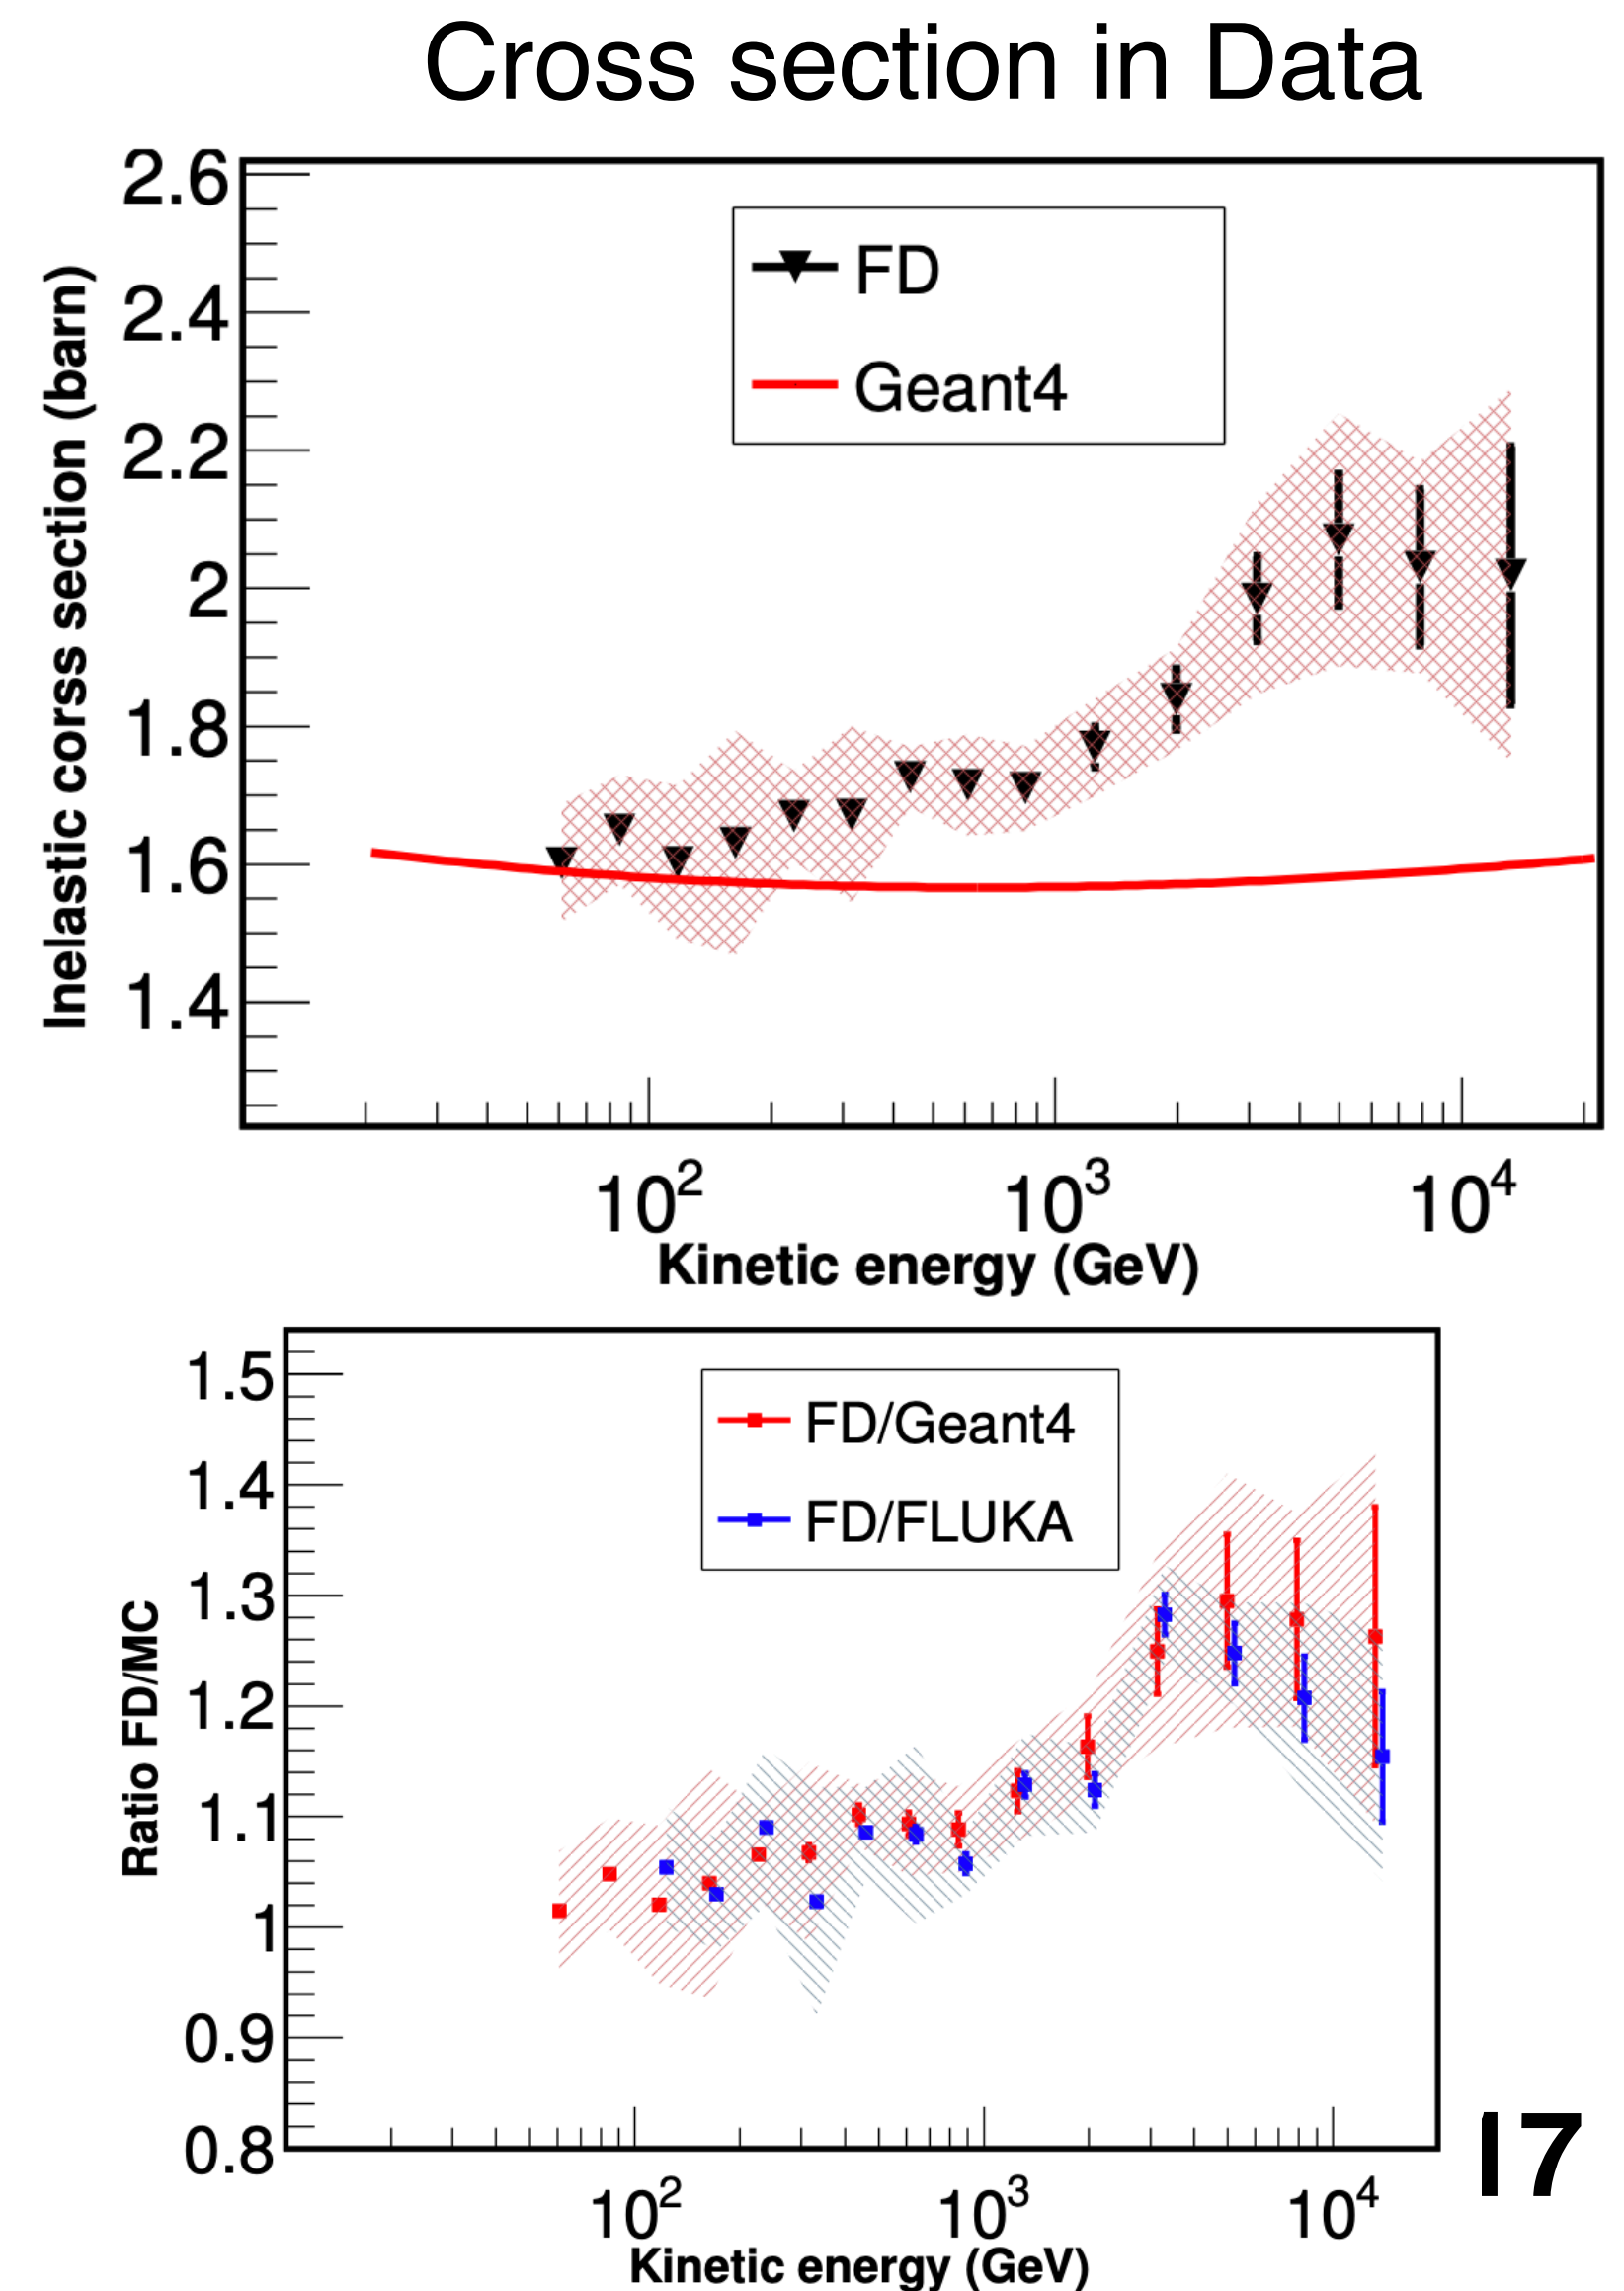 Cross section in Data
Inelastic corss section (barn)
2.6
2.4
2.2
2
1.8
1.6
1.4
FD
Geant4
10²
10³
10⁴
Kinetic energy (GeV)
Ratio FD/MC
1.5
1.4
1.3
1.2
1.1
1
0.9
0.8
FD/Geant4
FD/FLUKA
10²
10³
10⁴
Kinetic energy (GeV)
17